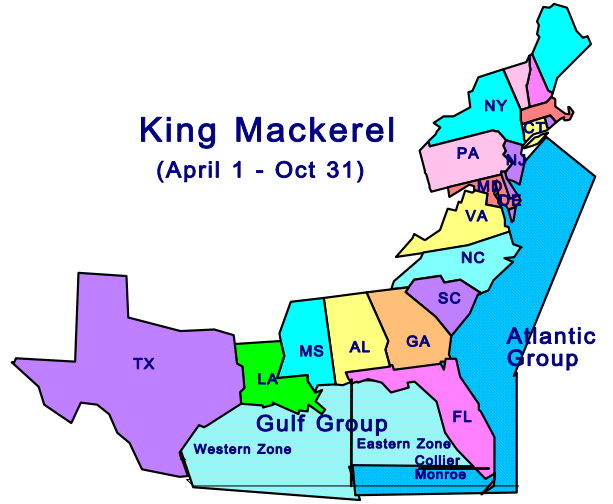 King Mackerel
(April 1 - Oct 31)
NY
CT
PA
NJ
MD
DE
VA
NC
SC
Atlantic
Group
TX
MS
AL
GA
LA
FL
Gulf Group
Western Zone
Eastern Zone
Collier
Monroe